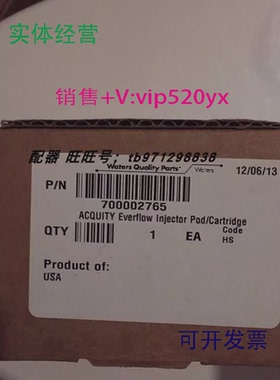 实体经营
销售+V:vip520yx
配器 旺旺号: tb971298838
Waters Quality Parts
Waters
12/06/13
P/N
700002765
ACQUITY Everflow Injector Pod/Cartridge
QTY 1 EA Code HS
Product of:
USA
可开发票